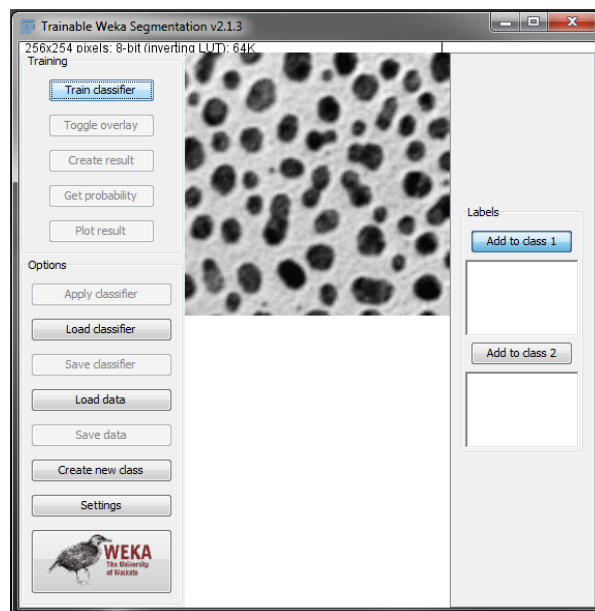 Trainable Weka Segmentation v2.1.3
256x254 pixels; 8-bit (inverting LUT); 64K
Training
Train classifier
Toggle overlay
Create result
Get probability
Plot result
Options
Apply classifier
Load classifier
Save classifier
Load data
Save data
Create new class
Settings
WEKA
The University
of Waikato
Labels
Add to class 1
Add to class 2